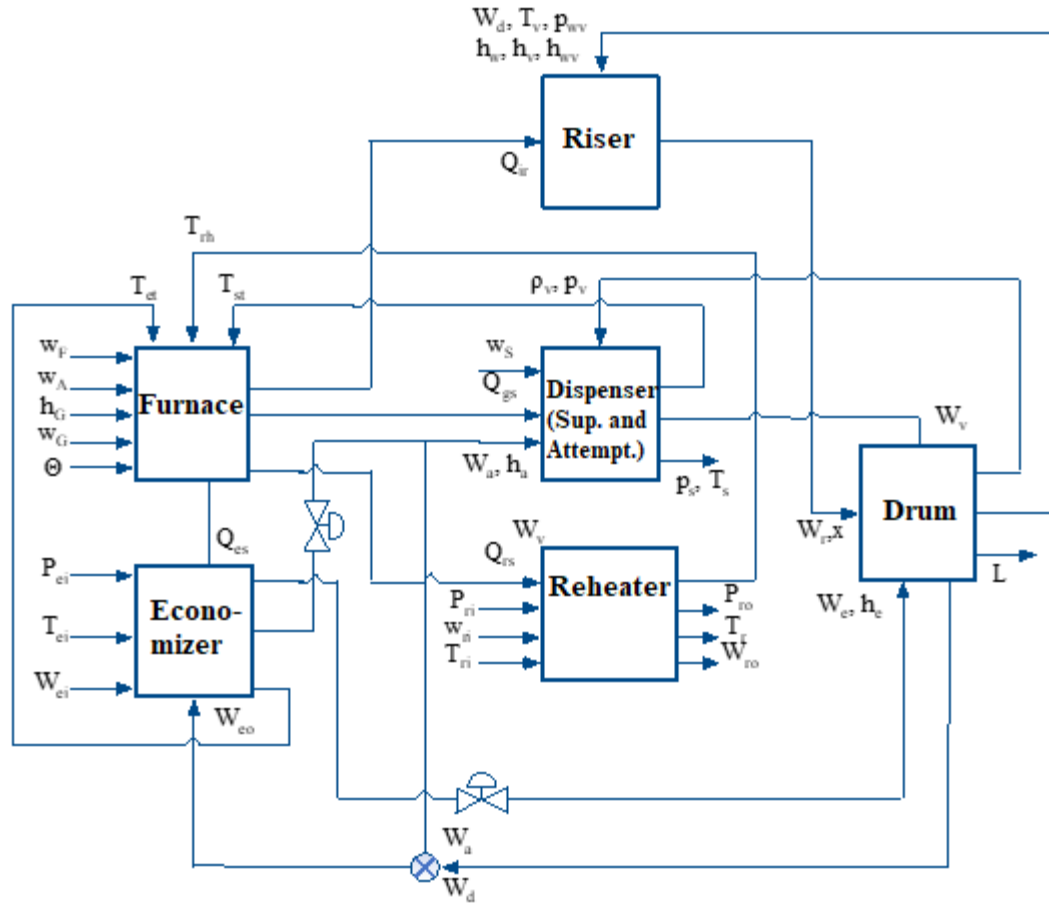 W_d, T_v, p_wv
h_w, h_v, h_wv
Riser
Q_ir
T_rh
T_et
T_st
ρ_v, p_v
w_F
w_A
h_G
w_G
Θ
Furnace
w_S
Q_gs
Dispenser
(Sup. and
Attempt.)
W_a, h_a
p_s, T_s
W_v
Drum
W_r,x
L
W_e, h_e
Q_es
P_ei
T_ei
W_ei
Econo-
mizer
W_eo
W_v
Q_rs
P_ri
w_ri
T_ri
Reheater
P_ro
T_r
W_ro
W_a
W_d